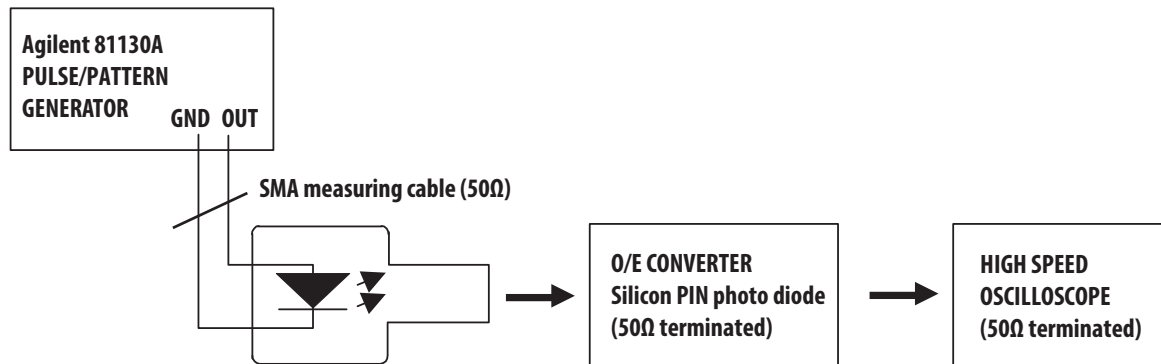 Agilent 81130A
PULSE/PATTERN
GENERATOR
GND OUT
SMA measuring cable (50Ω)
O/E CONVERTER
Silicon PIN photo diode
(50Ω terminated)
HIGH SPEED
OSCILLOSCOPE
(50Ω terminated)